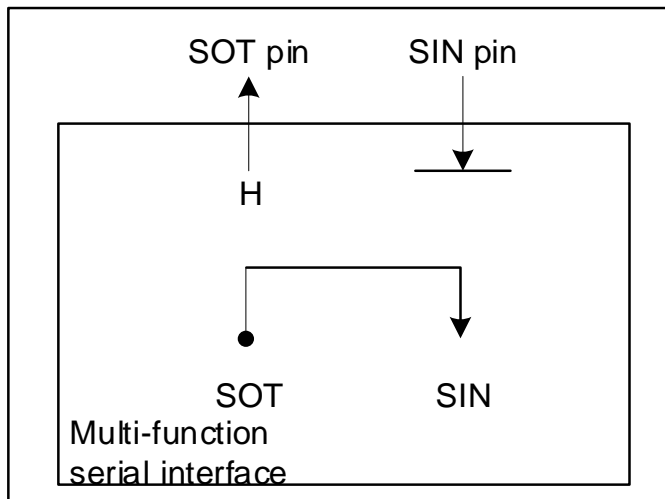 SOT pin SIN pin
H
SOT SIN
Multi-function
serial interface